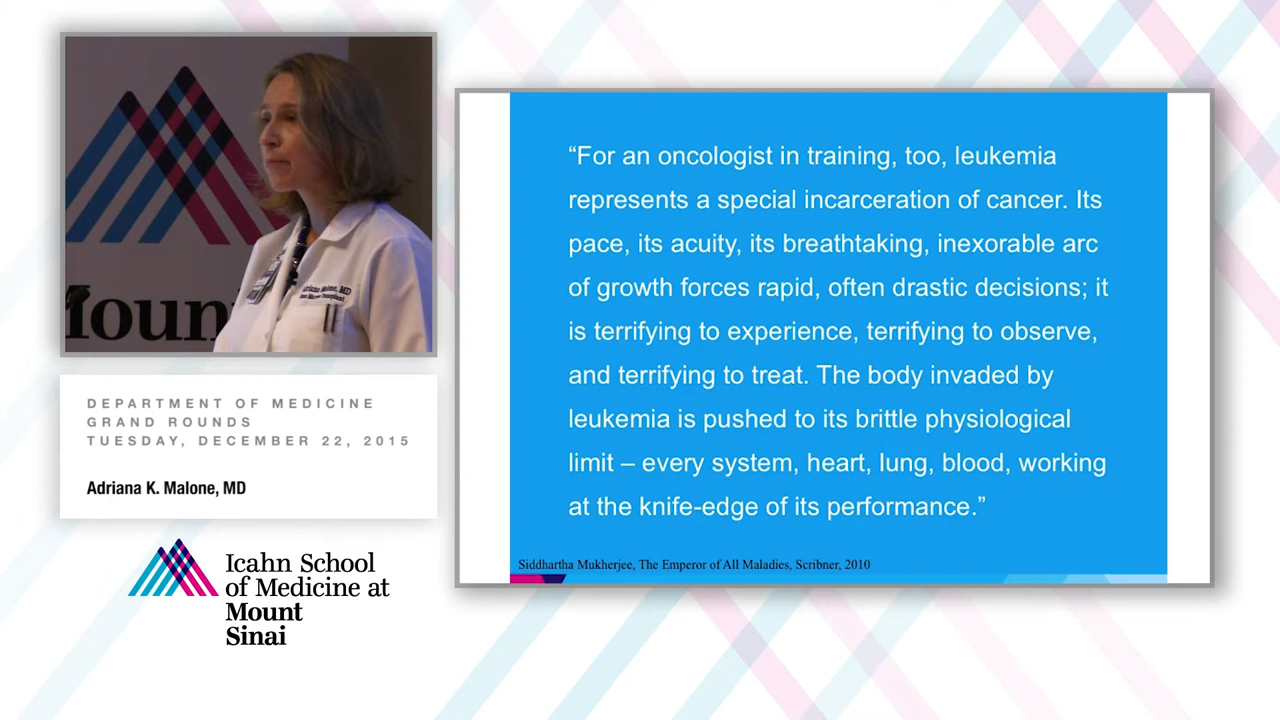 Moun
Adriana Malone, MD
DEPARTMENT OF MEDICINE
GRAND ROUNDS
TUESDAY, DECEMBER 22, 2015
Adriana K. Malone, MD
Icahn School
of Medicine at
Mount
Sinai
“For an oncologist in training, too, leukemia
represents a special incarceration of cancer. Its
pace, its acuity, its breathtaking, inexorable arc
of growth forces rapid, often drastic decisions; it
is terrifying to experience, terrifying to observe,
and terrifying to treat. The body invaded by
leukemia is pushed to its brittle physiological
limit – every system, heart, lung, blood, working
at the knife-edge of its performance.”
Siddhartha Mukherjee, The Emperor of All Maladies, Scribner, 2010